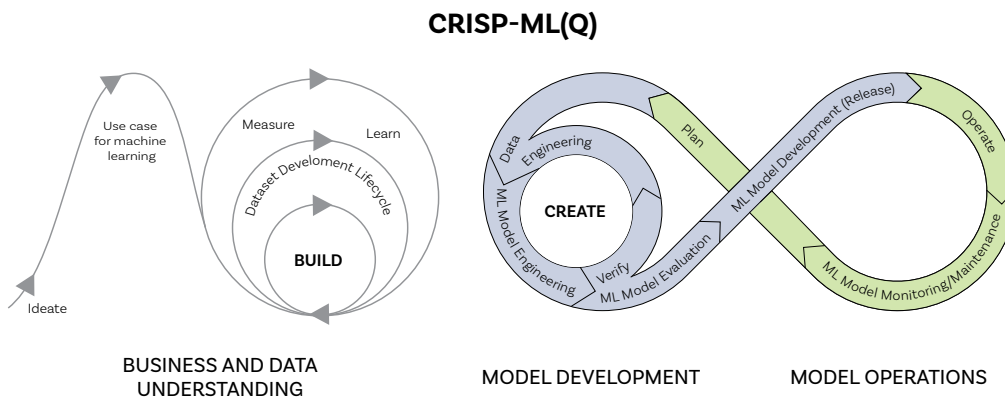 CRISP-ML(Q)
Use case
for machine
learning
Ideate
Measure
Learn
Dataset Develoment Lifecycle
BUILD
BUSINESS AND DATA
UNDERSTANDING
Data
Engineering
Plan
CREATE
ML Model Engineering
Verify
ML Model Evaluation
ML Model Development (Release)
Operate
ML Model Monitoring/Maintenance
MODEL DEVELOPMENT
MODEL OPERATIONS